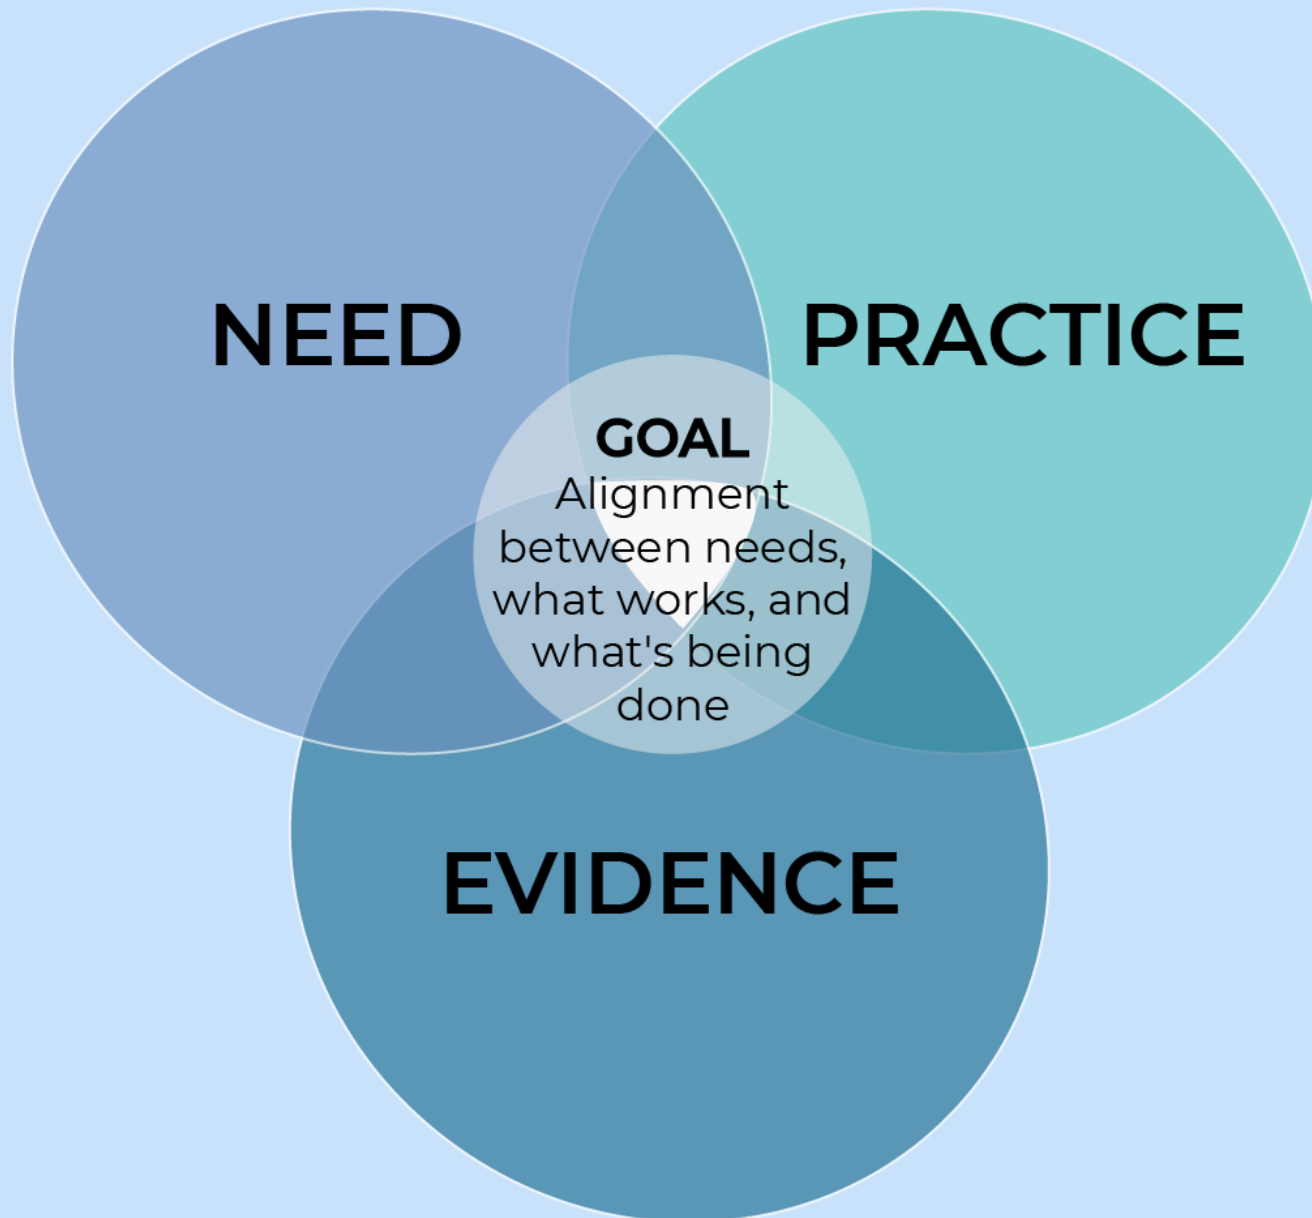 NEED
PRACTICE
GOAL
Alignment
between needs,
what works, and
what's being
done
EVIDENCE